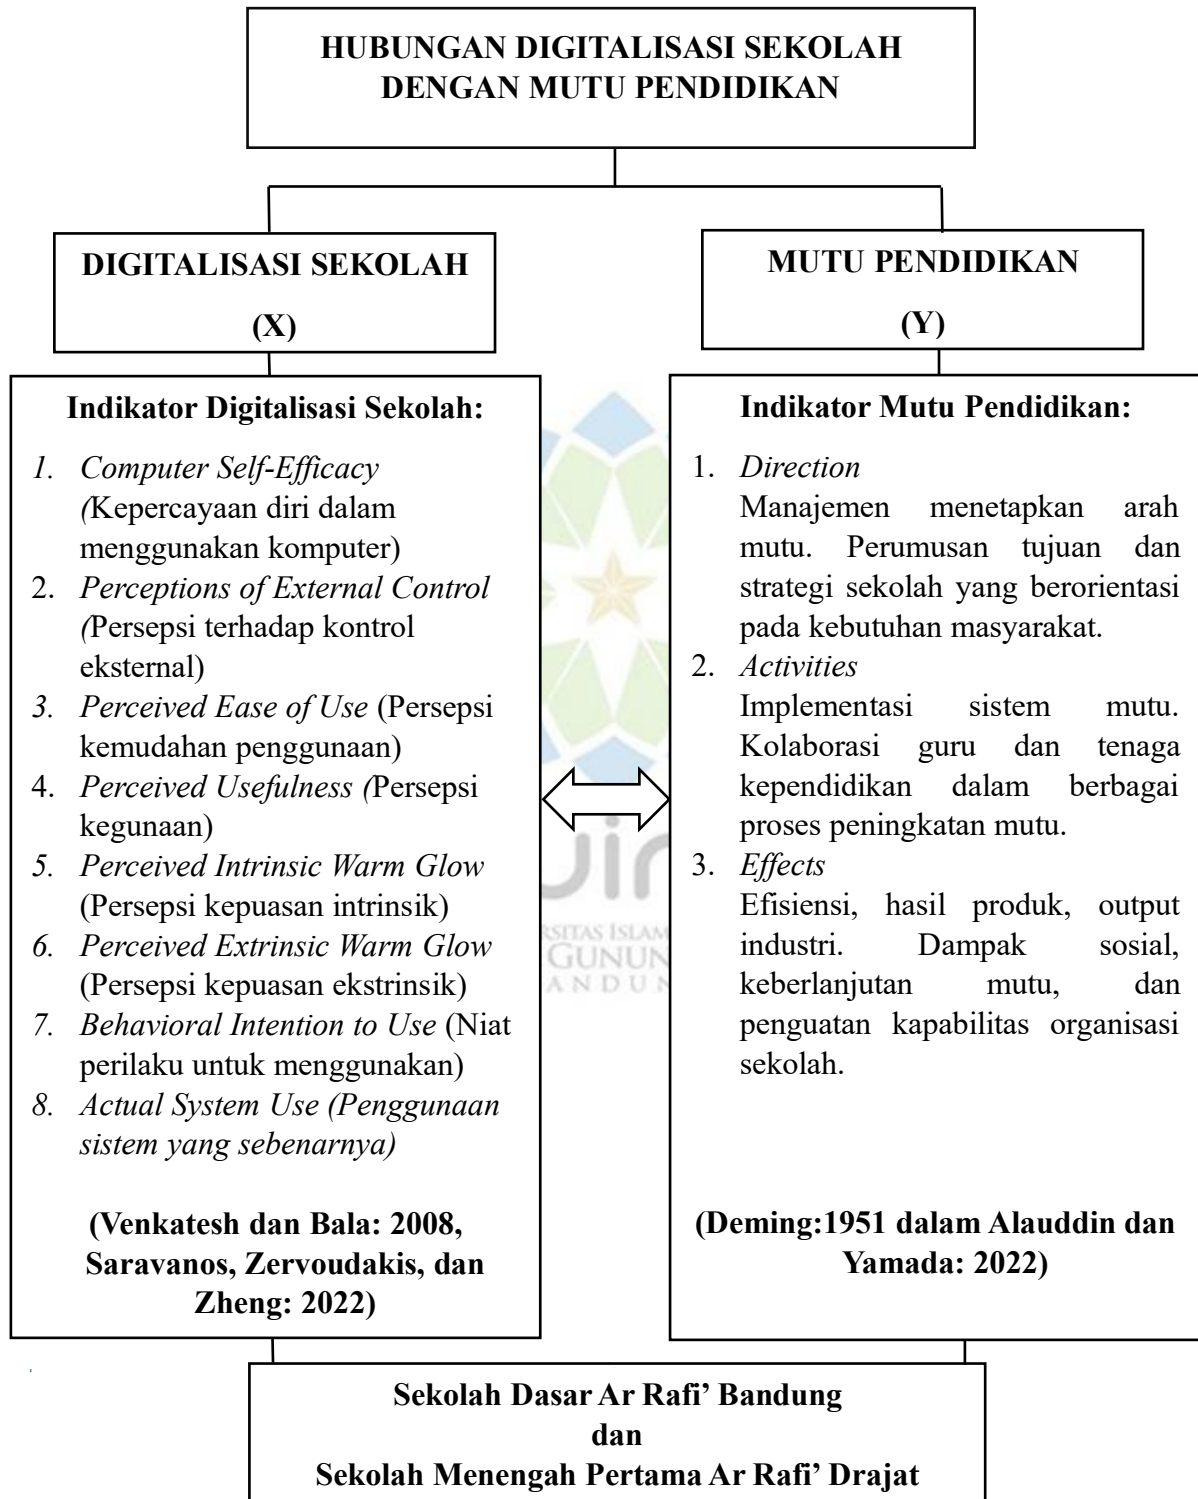 HUBUNGAN DIGITALISASI SEKOLAH
DENGAN MUTU PENDIDIKAN
DIGITALISASI SEKOLAH
(X)
MUTU PENDIDIKAN
(Y)
Indikator Digitalisasi Sekolah:
1. Computer Self-Efficacy
(Kepercayaan diri dalam
menggunakan komputer)
2. Perceptions of External Control
(Persepsi terhadap kontrol
eksternal)
3. Perceived Ease of Use (Persepsi
kemudahan penggunaan)
4. Perceived Usefulness (Persepsi
kegunaan)
5. Perceived Intrinsic Warm Glow
(Persepsi kepuasan intrinsik)
6. Perceived Extrinsic Warm Glow
(Persepsi kepuasan ekstrinsik)
7. Behavioral Intention to Use (Niat
perilaku untuk menggunakan)
8. Actual System Use (Penggunaan
sistem yang sebenarnya)
(Venkatesh dan Bala: 2008,
Saravanos, Zervoudakis, dan
Zheng: 2022)
Indikator Mutu Pendidikan:
1. Direction
Manajemen menetapkan arah
mutu. Perumusan tujuan dan
strategi sekolah yang berorientasi
pada kebutuhan masyarakat.
2. Activities
Implementasi sistem mutu.
Kolaborasi guru dan tenaga
kependidikan dalam berbagai
proses peningkatan mutu.
3. Effects
Efisiensi, hasil produk, output
industri. Dampak sosial,
keberlanjutan mutu, dan
penguatan kapabilitas organisasi
sekolah.
(Deming:1951 dalam Alauddin dan
Yamada: 2022)
Sekolah Dasar Ar Rafi’ Bandung
dan
Sekolah Menengah Pertama Ar Rafi’ Drajat